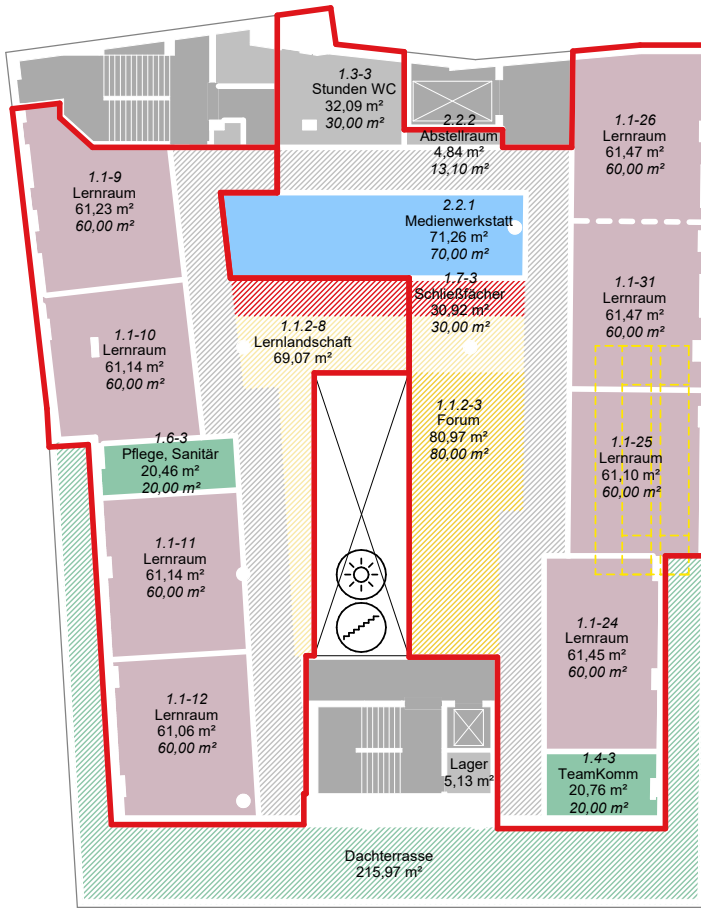 1.3-3
Stunden WC
32,09 m²
30,00 m²
2.2.2
Abstellraum
4,84 m²
13,10 m²
1.1-26
Lernraum
61,47 m²
60,00 m²
1.1-9
Lernraum
61,23 m²
60,00 m²
2.2.1
Medienwerkstatt
71,26 m²
70,00 m²
1.7-3
Schließfächer
30,92 m²
30,00 m²
1.1-31
Lernraum
61,47 m²
60,00 m²
1.1-10
Lernraum
61,14 m²
60,00 m²
1.1.2-8
Lernlandschaft
69,07 m²
1.1.2-3
Forum
80,97 m²
80,00 m²
1.6-3
Pflege, Sanitär
20,46 m²
20,00 m²
1.1-25
Lernraum
61,10 m²
60,00 m²
1.1-11
Lernraum
61,14 m²
60,00 m²
1.1-24
Lernraum
61,45 m²
60,00 m²
1.1-12
Lernraum
61,06 m²
60,00 m²
Lager
5,13 m²
1.4-3
TeamKomm
20,76 m²
20,00 m²
Dachterrasse
215,97 m²